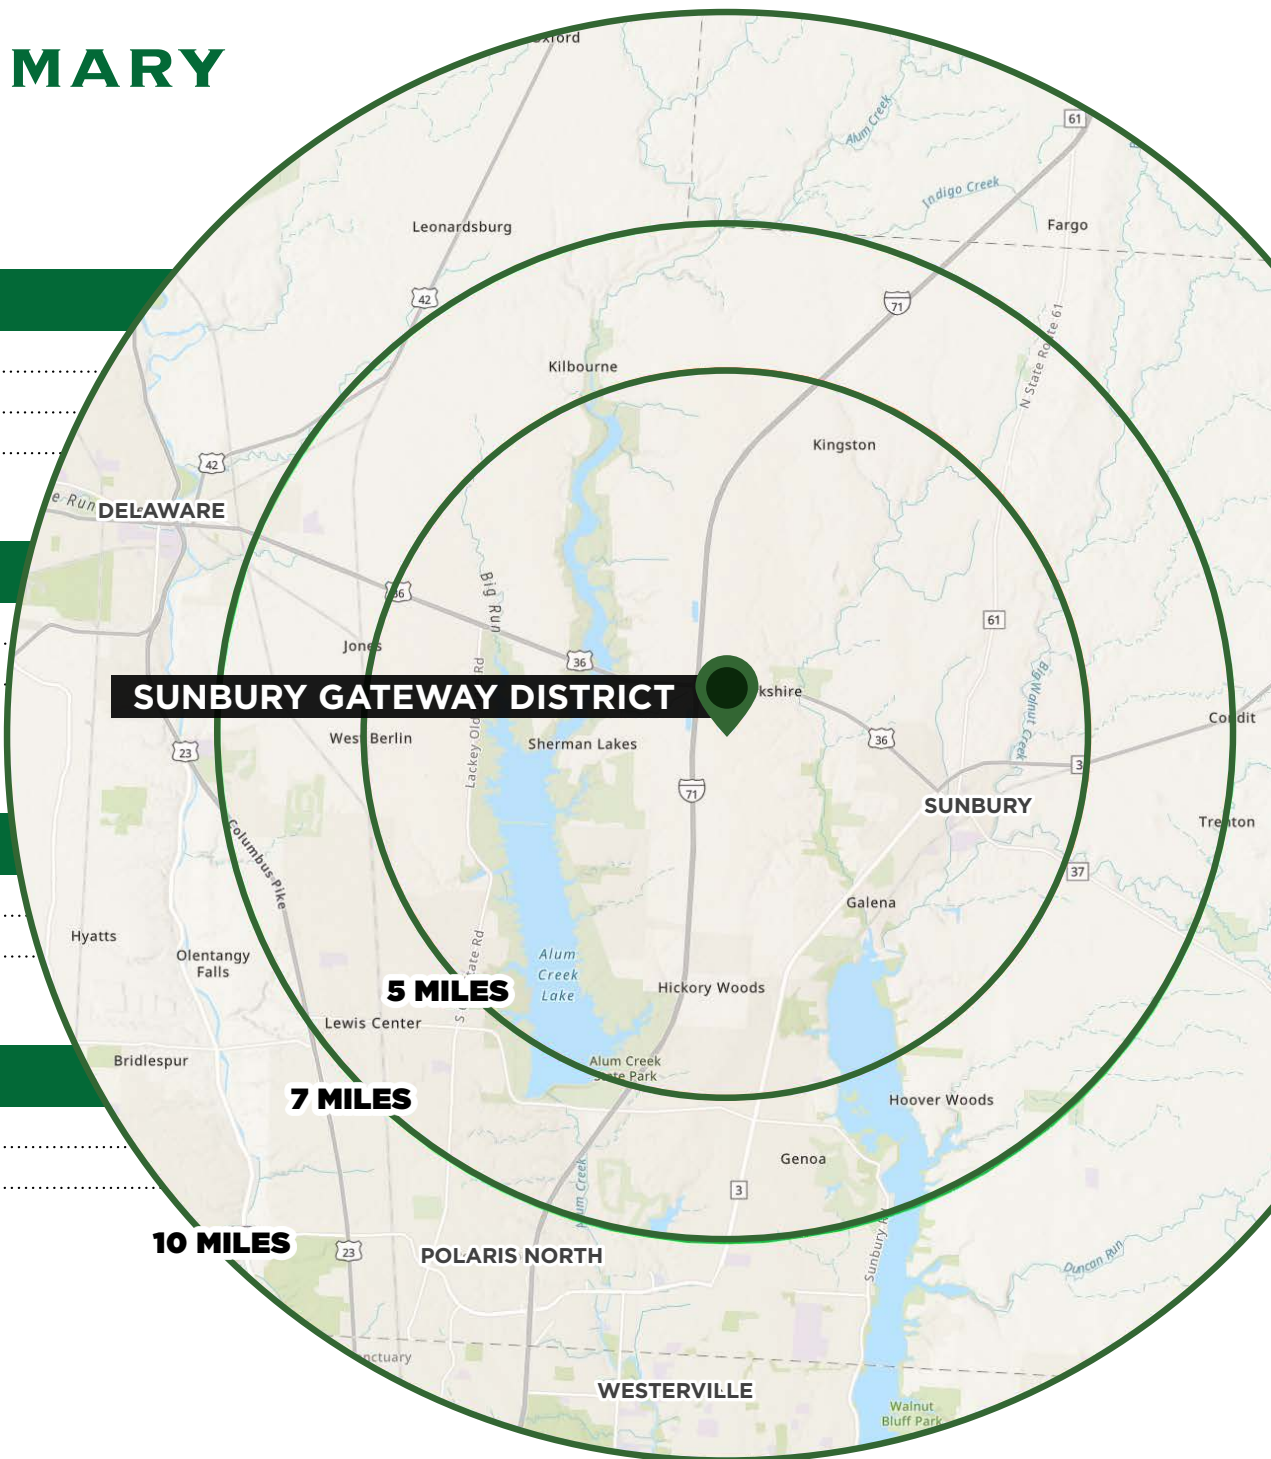 MARY
Alum Creek
61
Indigo Creek
Leonardsburg
Fargo
42
71
N State Route 61
Kilbourne
Kingston
42
DELAWARE
36
Big Run
61
Jones
36
SUNBURY GATEWAY DISTRICT
Big Walnut Creek
Condit
West Berlin
Sherman Lakes
36
23
71
SUNBURY
Trenton
Columbus Pike
37
Galena
Hyatts
Olentangy
Falls
Alum
Creek
Lake
5 MILES
Hickory Woods
Lewis Center
Bridlespur
Alum Creek
State Park
7 MILES
Hoover Woods
Genoa
3
Alum Creek
10 MILES
23
POLARIS NORTH
Sunbury Rd
Duncan Run
WESTERVILLE
Walnut
Bluff Park